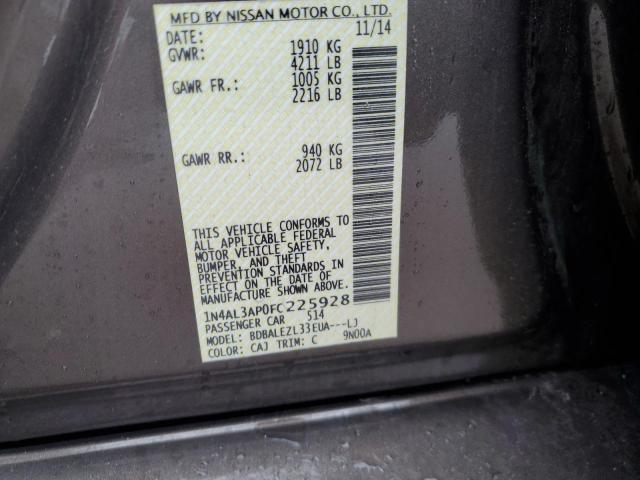 MFD BY NISSAN MOTOR CO., LTD.
DATE: 11/14
GVWR: 1910 KG
4211 LB
GAWR FR.: 1005 KG
2216 LB
GAWR RR.: 940 KG
2072 LB
THIS VEHICLE CONFORMS TO
ALL APPLICABLE FEDERAL
MOTOR VEHICLE SAFETY,
BUMPER, AND THEFT
PREVENTION STANDARDS IN
EFFECT ON THE DATE OF
MANUFACTURE SHOWN ABOVE.
1N4AL3AP0FC225928
PASSENGER CAR 514
MODEL: BDBALEZL33EUA---LJ
COLOR: CAJ TRIM: C 9N00A